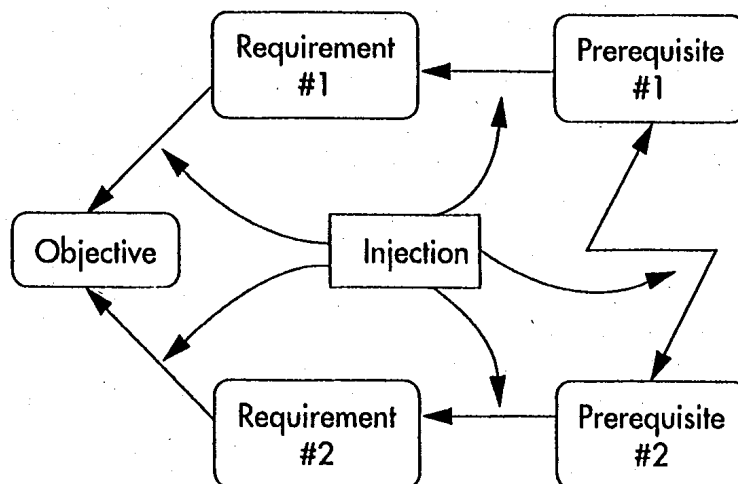 Requirement
#1
Prerequisite
#1
Objective
Injection
Requirement
#2
Prerequisite
#2